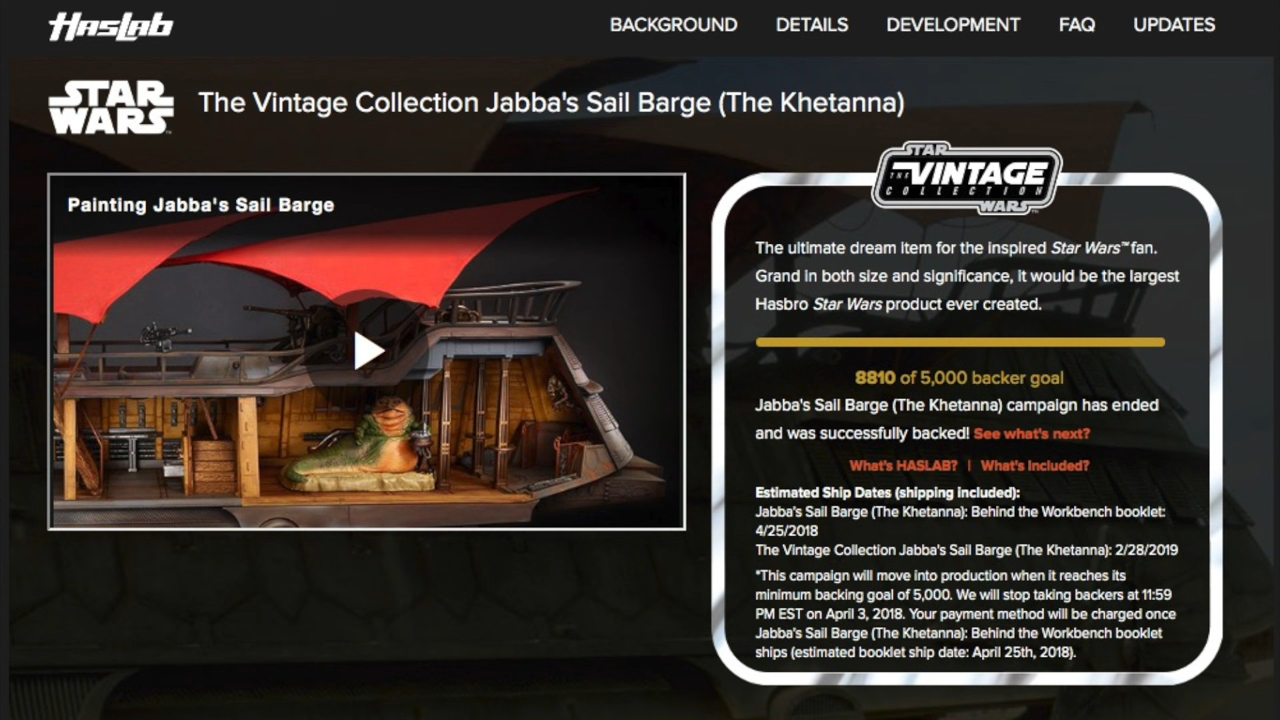 HASLAB
BACKGROUND
DETAILS
DEVELOPMENT
FAQ
UPDATES
STAR
WARS
The Vintage Collection Jabba's Sail Barge (The Khetanna)
Painting Jabba's Sail Barge
STAR
THE VINTAGE
COLLECTION
WARS
The ultimate dream item for the inspired Star Wars™ fan.
Grand in both size and significance, it would be the largest
Hasbro Star Wars product ever created.
8810 of 5,000 backer goal
Jabba's Sail Barge (The Khetanna) campaign has ended
and was successfully backed! See what's next?
What's HASLAB? | What's Included?
Estimated Ship Dates (shipping included):
Jabba's Sail Barge (The Khetanna): Behind the Workbench booklet:
4/25/2018
The Vintage Collection Jabba's Sail Barge (The Khetanna): 2/28/2019
*This campaign will move into production when it reaches its
minimum backing goal of 5,000. We will stop taking backers at 11:59
PM EST on April 3, 2018. Your payment method will be charged once
Jabba's Sail Barge (The Khetanna): Behind the Workbench booklet
ships (estimated booklet ship date: April 25th, 2018).